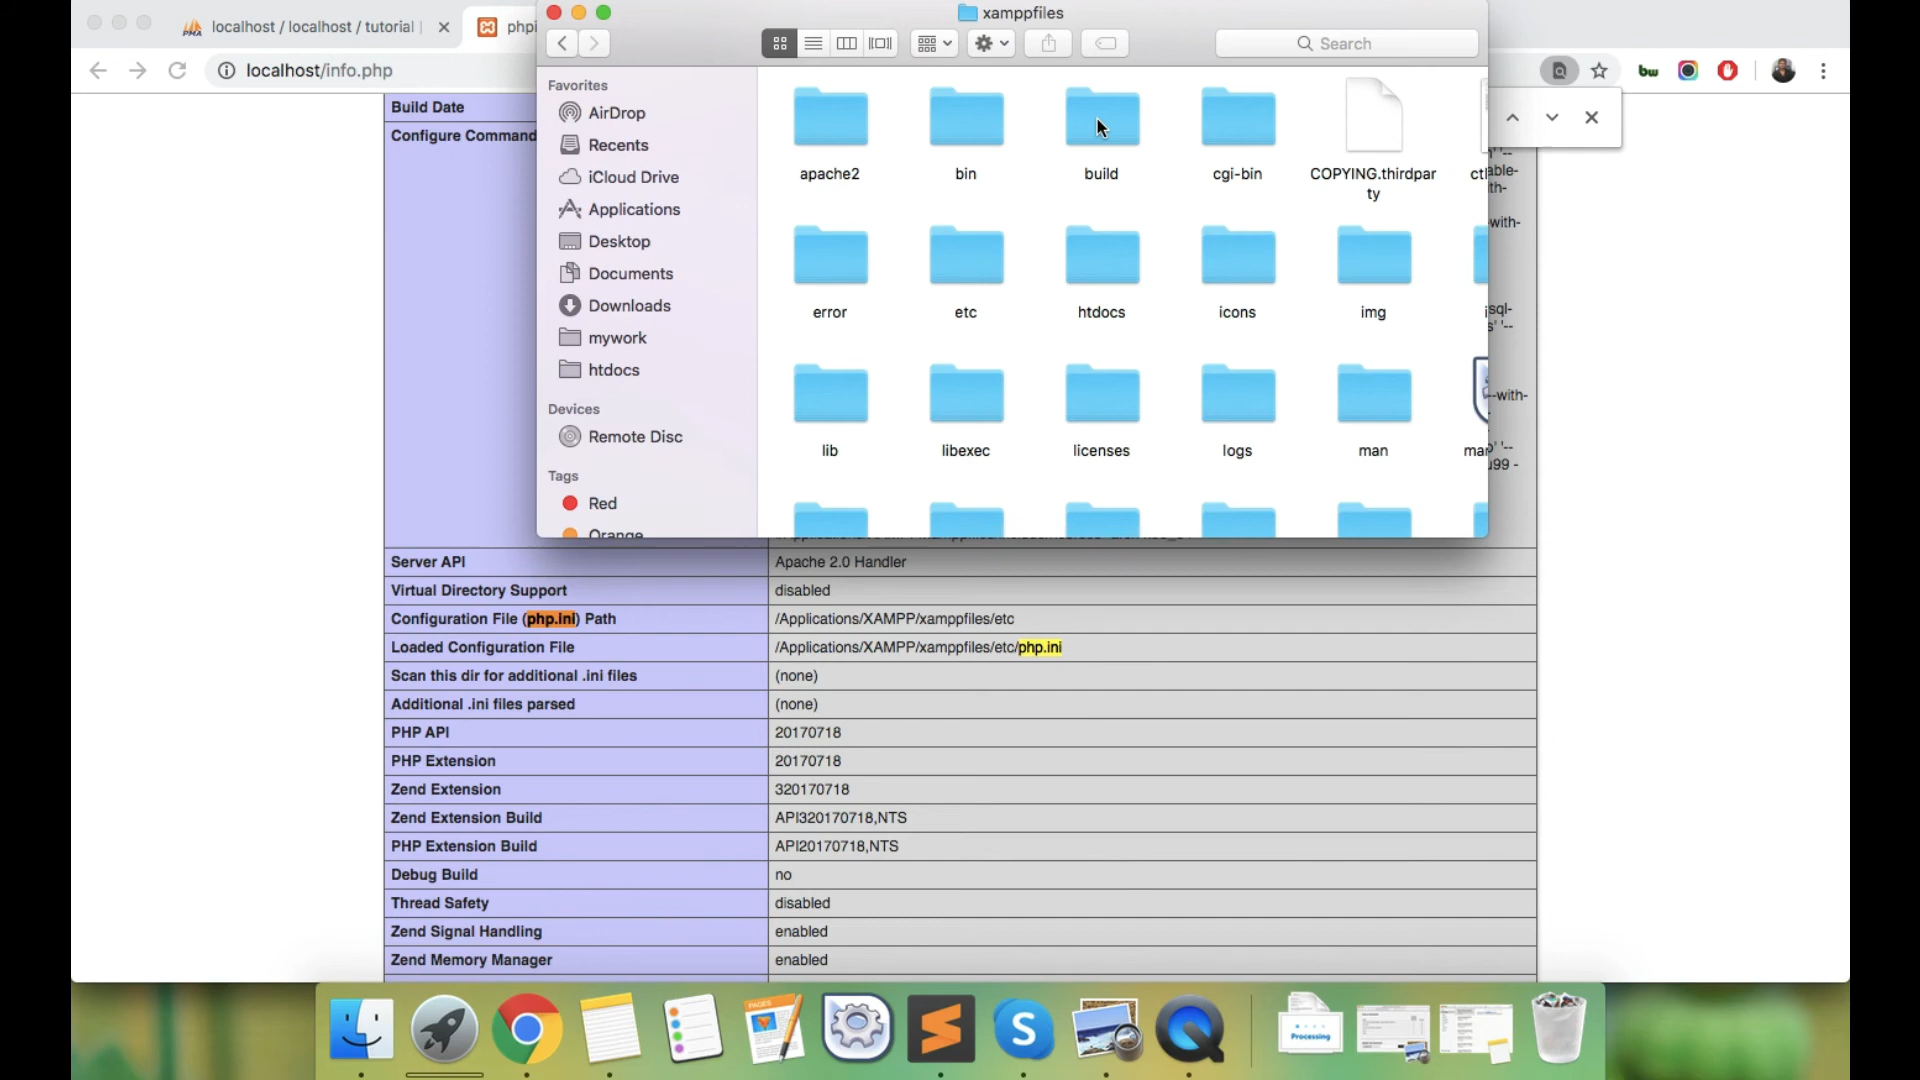 localhost / localhost / tutorial |
localhost/info.php
xamppfiles
Search
Favorites
AirDrop
Recents
iCloud Drive
Applications
Desktop
Documents
Downloads
mywork
htdocs
Devices
Remote Disc
Tags
Red
Orange
apache2
bin
build
cgi-bin
COPYING.thirdpar
ty
error
etc
htdocs
icons
img
lib
libexec
licenses
logs
man
bw
Build Date
Configure Command
Server API
Apache 2.0 Handler
Virtual Directory Support
disabled
Configuration File (php.ini) Path
/Applications/XAMPP/xamppfiles/etc
Loaded Configuration File
/Applications/XAMPP/xamppfiles/etc/php.ini
Scan this dir for additional .ini files
(none)
Additional .ini files parsed
(none)
PHP API
20170718
PHP Extension
20170718
Zend Extension
320170718
Zend Extension Build
API320170718,NTS
PHP Extension Build
API20170718,NTS
Debug Build
no
Thread Safety
disabled
Zend Signal Handling
enabled
Zend Memory Manager
enabled
PAGES
Processing